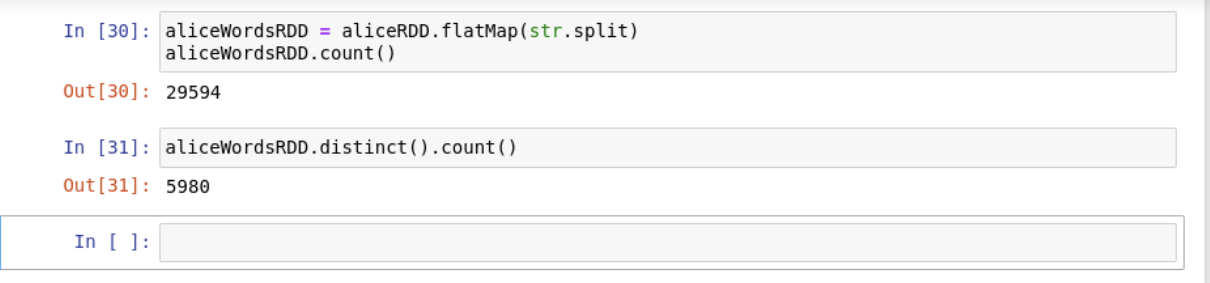 In [30]: aliceWordsRDD = aliceRDD.flatMap(str.split)
aliceWordsRDD.count()
Out[30]: 29594
In [31]: aliceWordsRDD.distinct().count()
Out[31]: 5980
In [ ]: